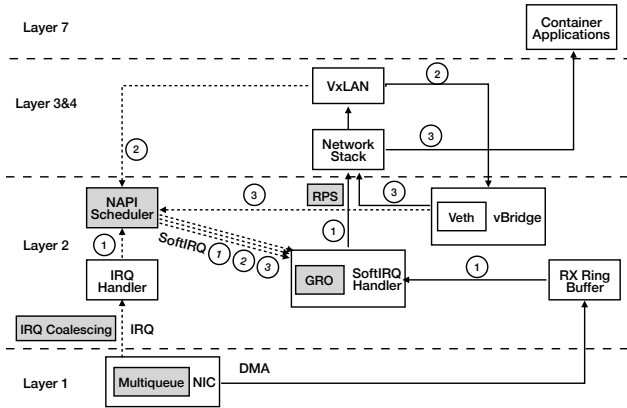 Layer 7
Container
Applications
VxLAN
2
Layer 3&4
Network
Stack
3
2
RPS
3
3
NAPI
Scheduler
Veth
vBridge
1
Layer 2
1
SoftIRQ 1 2 3
IRQ
Handler
GRO
SoftIRQ
Handler
1
RX Ring
Buffer
IRQ Coalescing
IRQ
Layer 1
Multiqueue
NIC
DMA